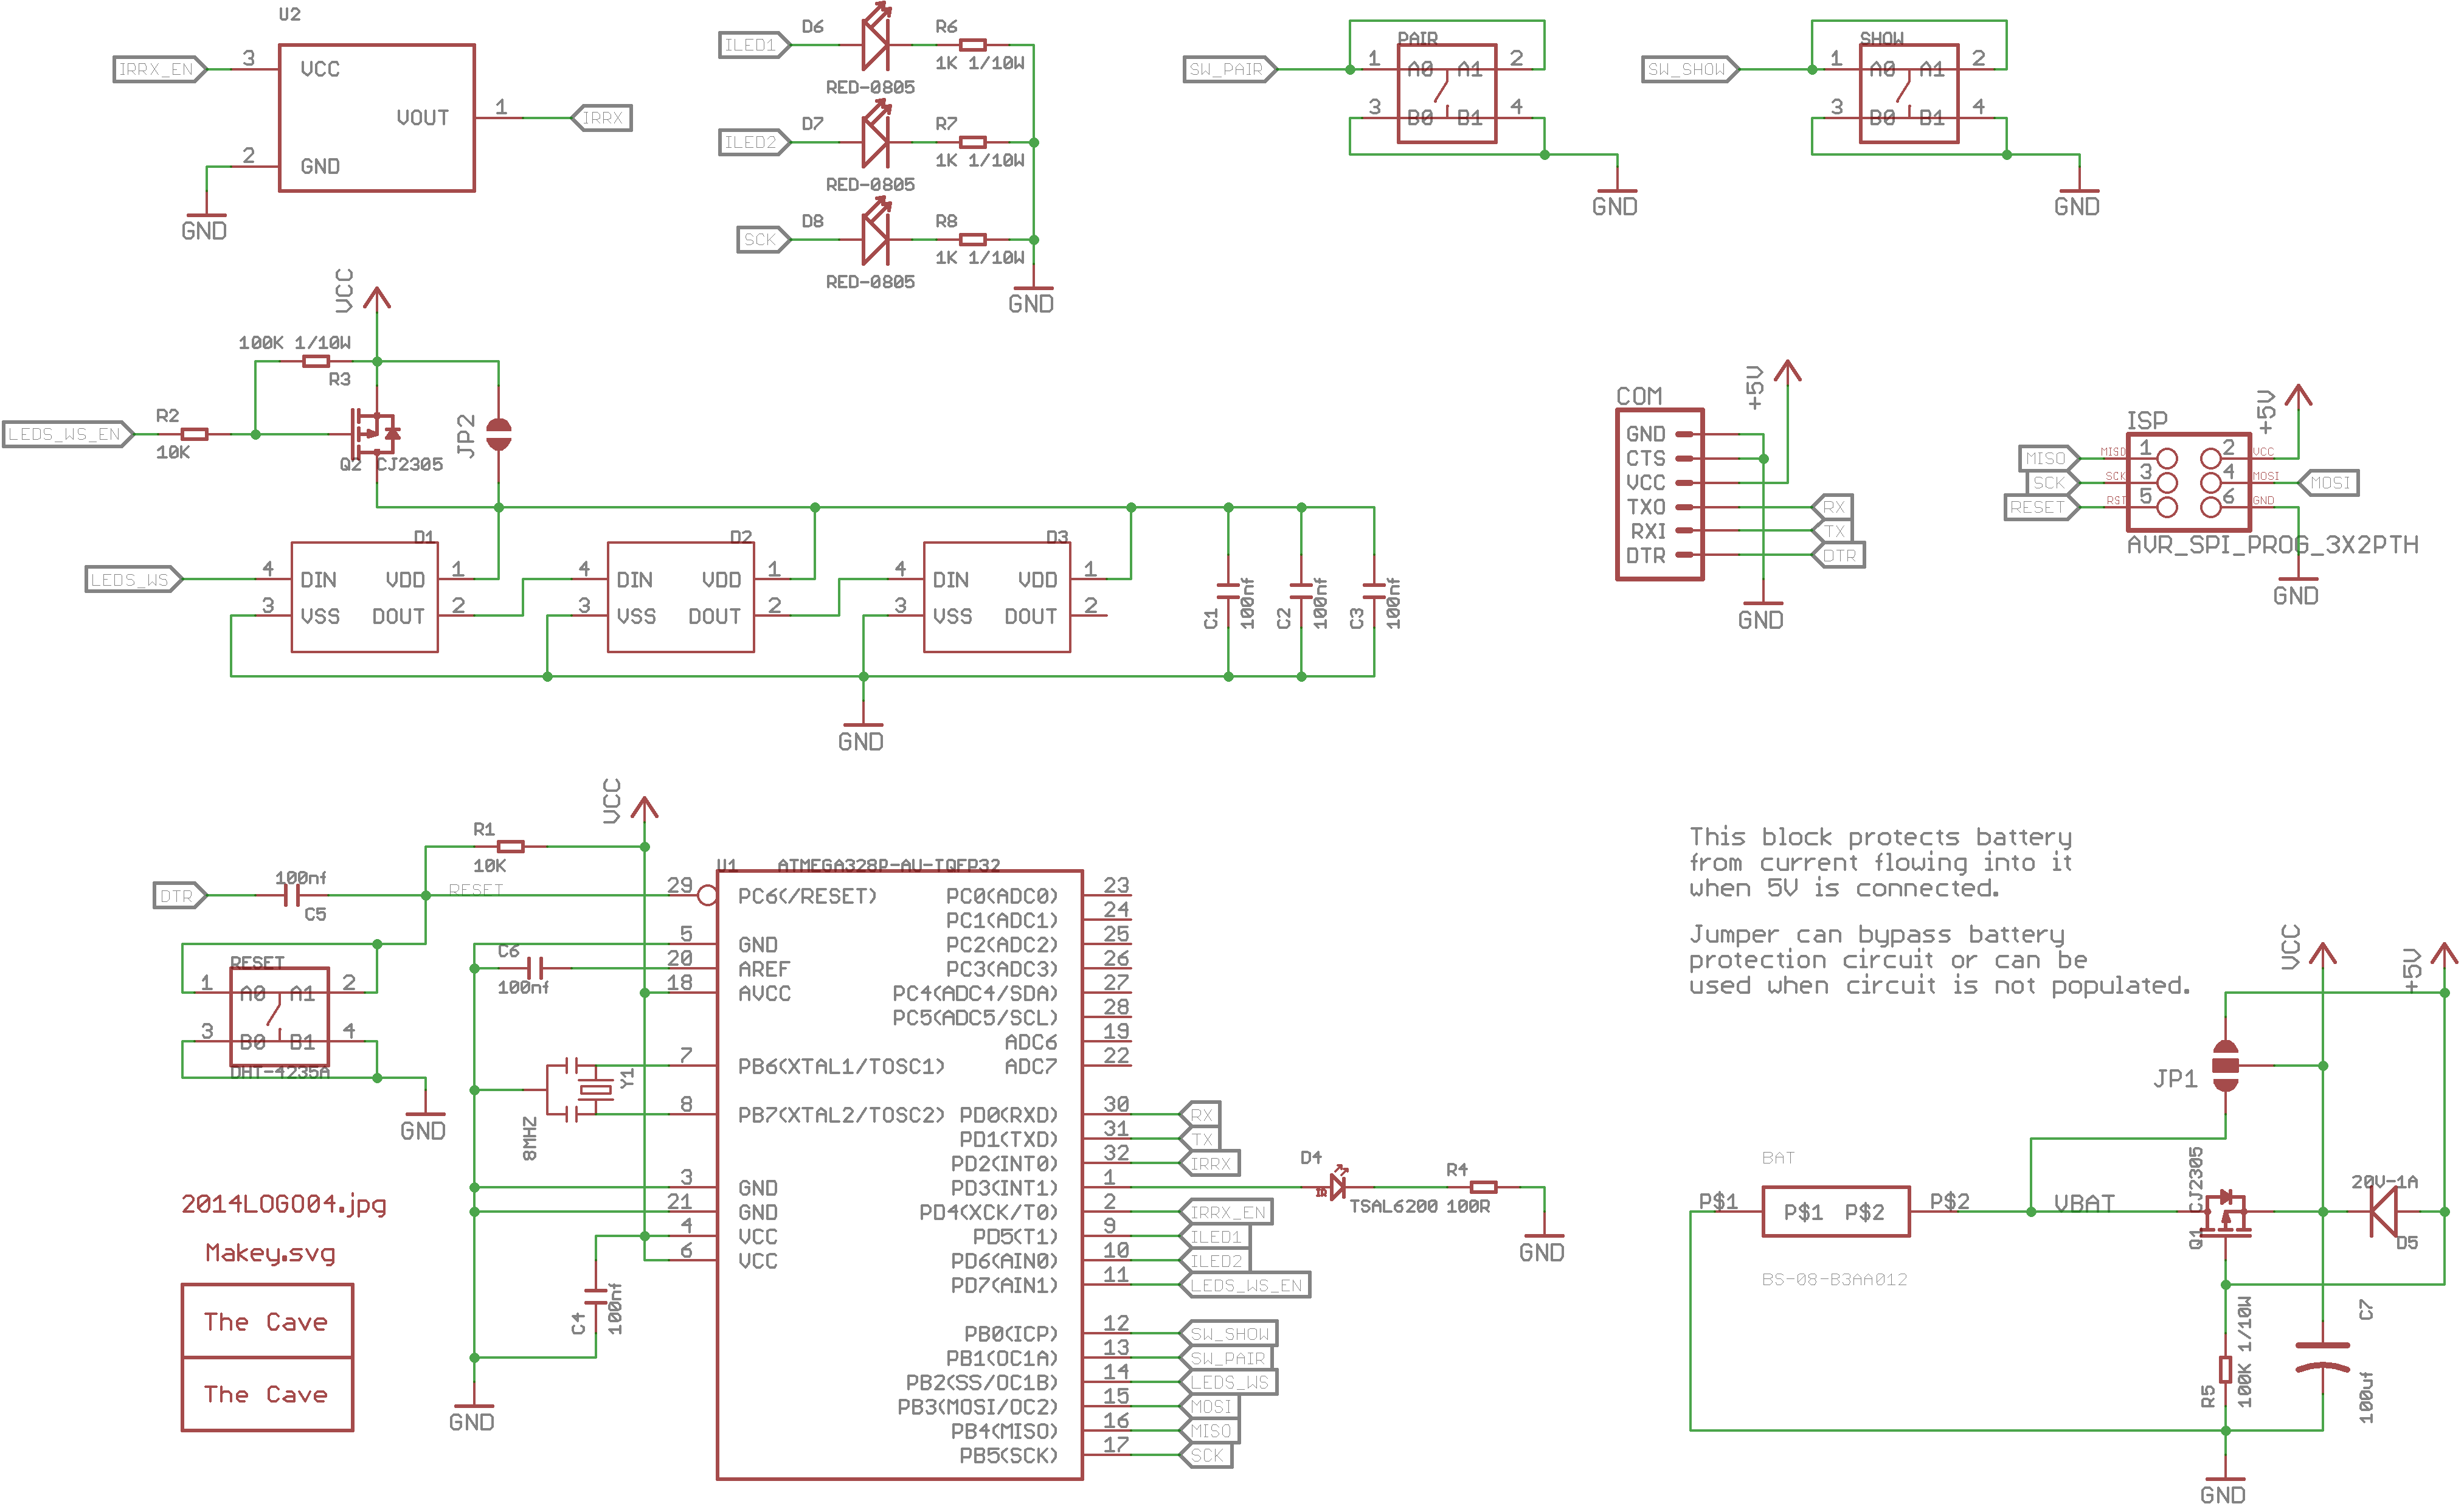 U2
IRRX_EN
3
VCC
VOUT
1
IRRX
2
GND
GND
ILED1
D6
RED-0805
R6
1K 1/10W
ILED2
D7
RED-0805
R7
1K 1/10W
SCK
D8
RED-0805
R8
1K 1/10W
GND
SW_PAIR
PAIR
1
A0 A1
2
3
B0 B1
4
GND
SW_SHOW
SHOW
1
A0 A1
2
3
B0 B1
4
GND
VCC
100K 1/10W
R3
LEDS_WS_EN
R2
10K
Q2 CJ2305
JP2
LEDS_WS
D1
4 DIN VDD 1
3 VSS DOUT 2
D2
4 DIN VDD 1
3 VSS DOUT 2
D3
4 DIN VDD 1
3 VSS DOUT 2
C1
100nf
C2
100nf
C3
100nf
GND
COM
+5V
GND
CTS
VCC
TXO
RXI
DTR
RX
TX
DTR
GND
ISP
+5V
MISO
SCK
RESET
MISO 1 2 VCC
SCK 3 4 MOSI
RST 5 6 GND
MOSI
AVR_SPI_PROG_3X2PTH
GND
VCC
R1
10K
DTR
100nf
C5
RESET
RESET
1
A0 A1
2
3
B0 B1
4
DHT-4235A
GND
C6
100nf
Y1
8MHZ
C4
100nf
GND
U1 ATMEGA328P-AU-TQFP32
29 PC6(/RESET)
5 GND
20 AREF
18 AVCC
7 PB6(XTAL1/TOSC1)
8 PB7(XTAL2/TOSC2)
3 GND
21 GND
4 VCC
6 VCC
PC0(ADC0) 23
PC1(ADC1) 24
PC2(ADC2) 25
PC3(ADC3) 26
PC4(ADC4/SDA) 27
PC5(ADC5/SCL) 28
ADC6 19
ADC7 22
PD0(RXD) 30 RX
PD1(TXD) 31 TX
PD2(INT0) 32 IRRX
PD3(INT1) 1
PD4(XCK/T0) 2 IRRX_EN
PD5(T1) 9 ILED1
PD6(AIN0) 10 ILED2
PD7(AIN1) 11 LEDS_WS_EN
PB0(ICP) 12 SW_SHOW
PB1(OC1A) 13 SW_PAIR
PB2(SS/OC1B) 14 LEDS_WS
PB3(MOSI/OC2) 15 MOSI
PB4(MISO) 16 MISO
PB5(SCK) 17 SCK
D4
IR
TSAL6200
R4
100R
GND
2014LOGO04.jpg
Makey.svg
The Cave
The Cave
This block protects battery
from current flowing into it
when 5V is connected.
Jumper can bypass battery
protection circuit or can be
used when circuit is not populated.
VCC
+5V
JP1
BAT
P$1
P$1 P$2
P$2
VBAT
BS-08-B3AA012
Q1 CJ2305
20V-1A
D5
R5
100K 1/10W
C7
100uf
GND